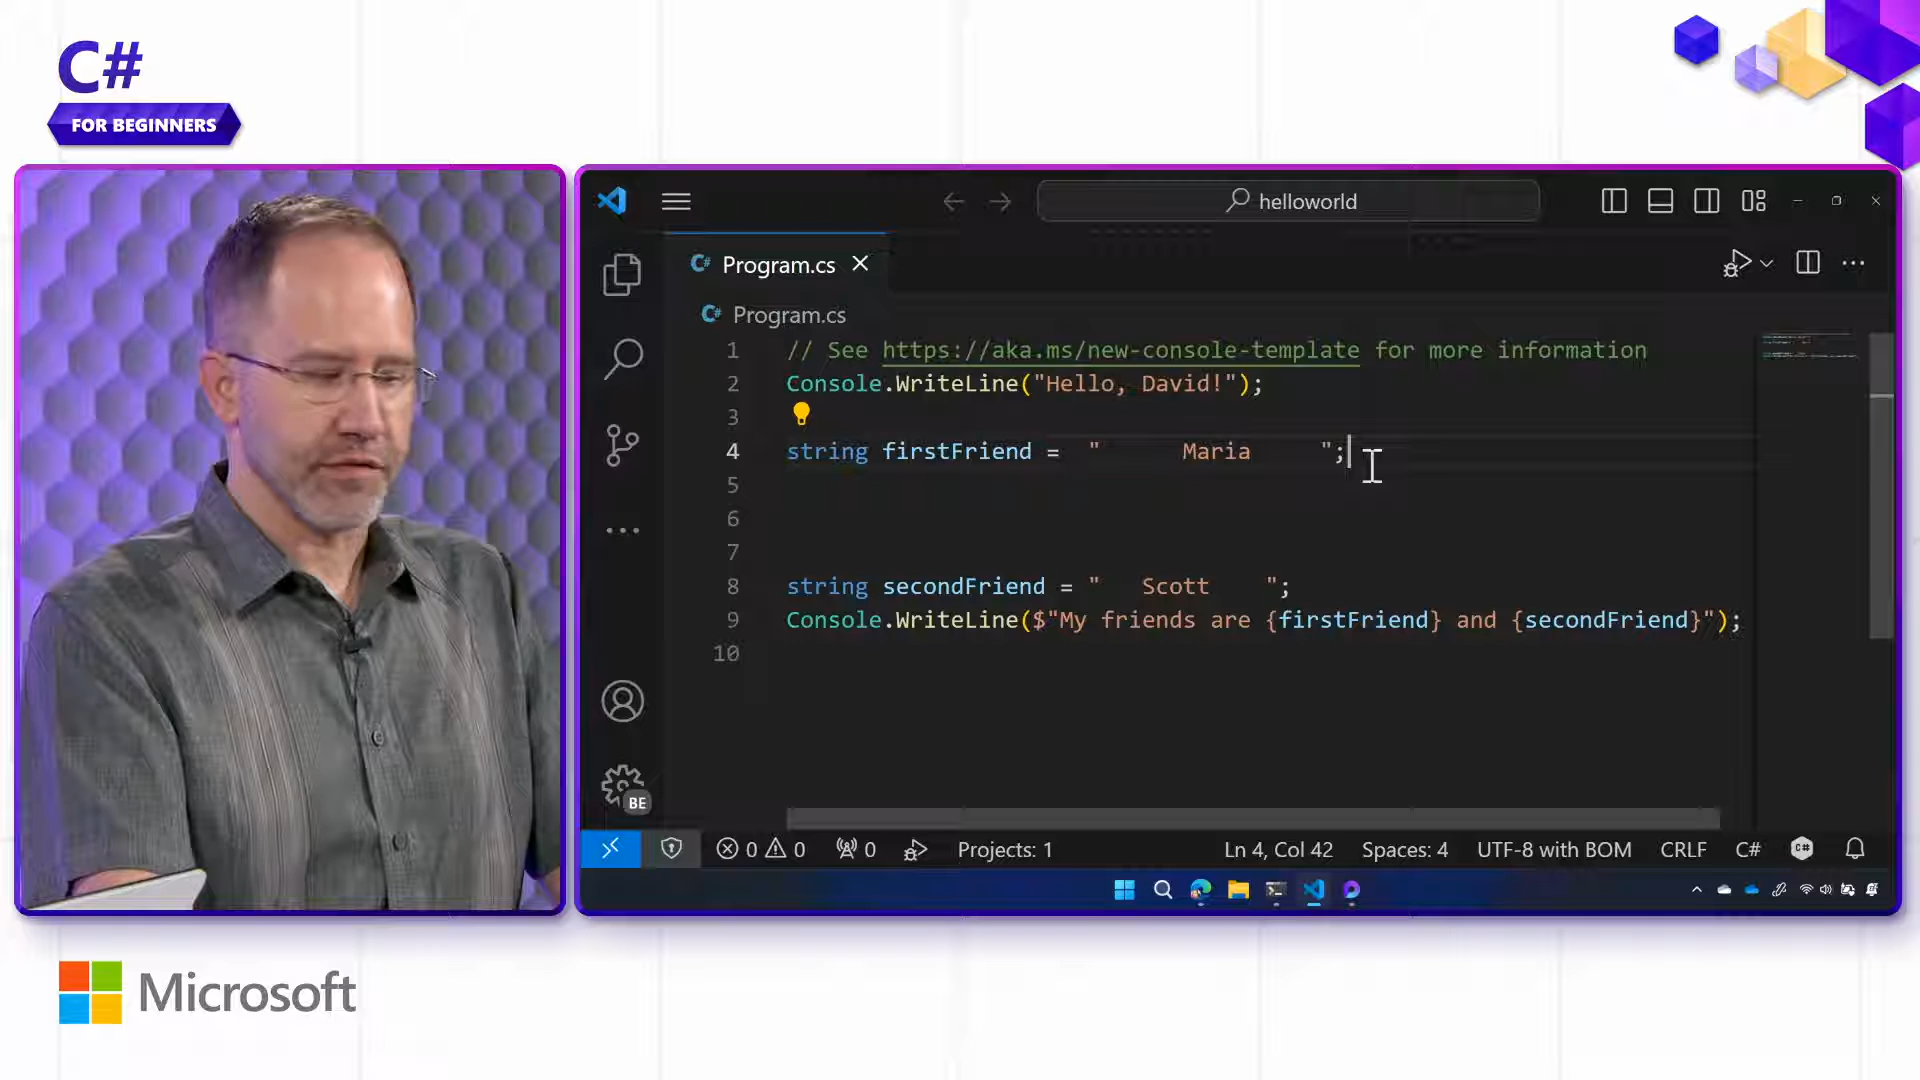 C#
FOR BEGINNERS
helloworld
Program.cs
Program.cs
1 // See https://aka.ms/new-console-template for more information
2 Console.WriteLine("Hello, David!");
3
4 string firstFriend = "      Maria     ";
5
6
7
8 string secondFriend = "   Scott    ";
9 Console.WriteLine($"My friends are {firstFriend} and {secondFriend}");
10
BE
0 0 0 Projects: 1 Ln 4, Col 42 Spaces: 4 UTF-8 with BOM CRLF C#
Microsoft